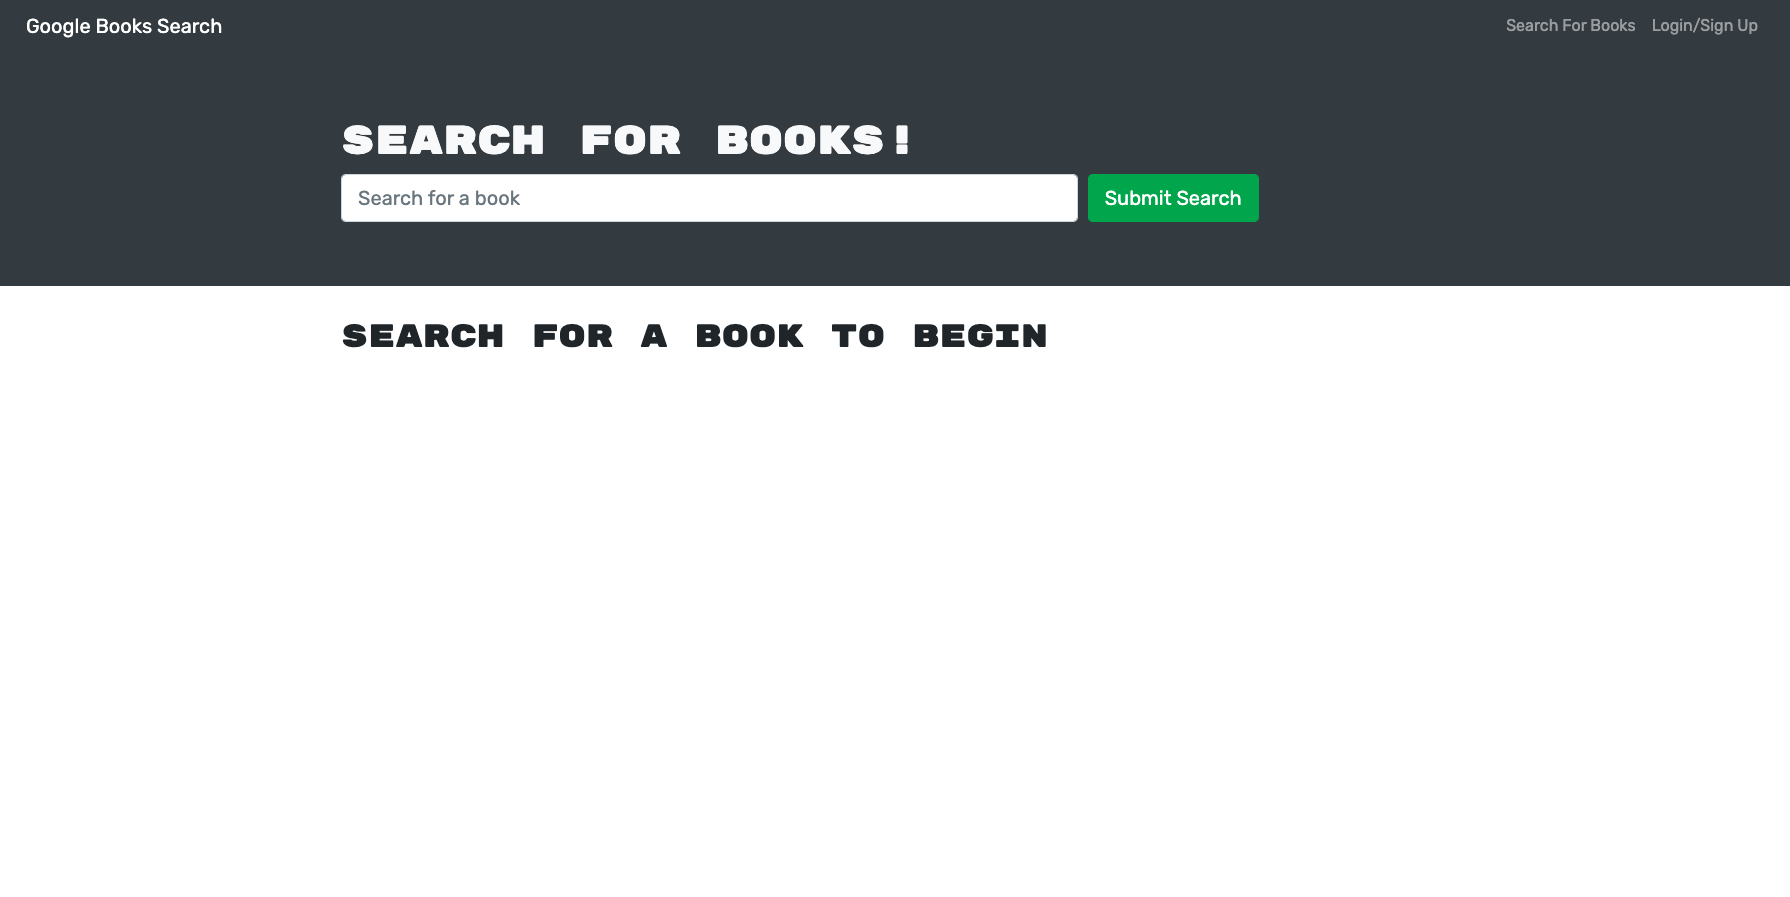 Google Books Search
Search For Books
Login/Sign Up
SEARCH FOR BOOKS!
Search for a book
Submit Search
SEARCH FOR A BOOK TO BEGIN